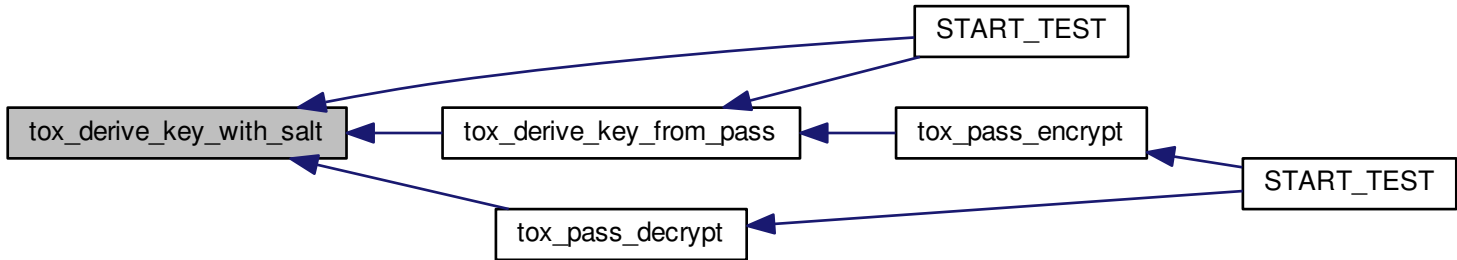 START_TEST
tox_derive_key_with_salt
tox_derive_key_from_pass
tox_pass_encrypt
START_TEST
tox_pass_decrypt